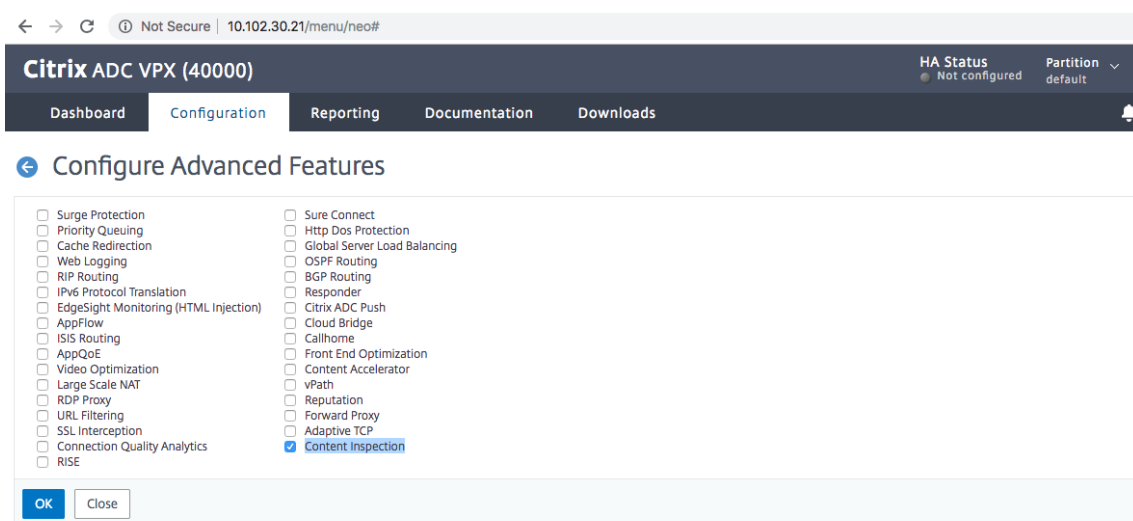 Not Secure | 10.102.30.21/menu/neo#
Citrix ADC VPX (40000)
HA Status
Not configured
Partition
default
Dashboard Configuration Reporting Documentation Downloads
Configure Advanced Features
Surge Protection
Priority Queuing
Cache Redirection
Web Logging
RIP Routing
IPv6 Protocol Translation
EdgeSight Monitoring (HTML Injection)
AppFlow
ISIS Routing
AppQoE
Video Optimization
Large Scale NAT
RDP Proxy
URL Filtering
SSL Interception
Connection Quality Analytics
RISE
Sure Connect
Http Dos Protection
Global Server Load Balancing
OSPF Routing
BGP Routing
Responder
Citrix ADC Push
Cloud Bridge
Callhome
Front End Optimization
Content Accelerator
vPath
Reputation
Forward Proxy
Adaptive TCP
Content Inspection
OK Close